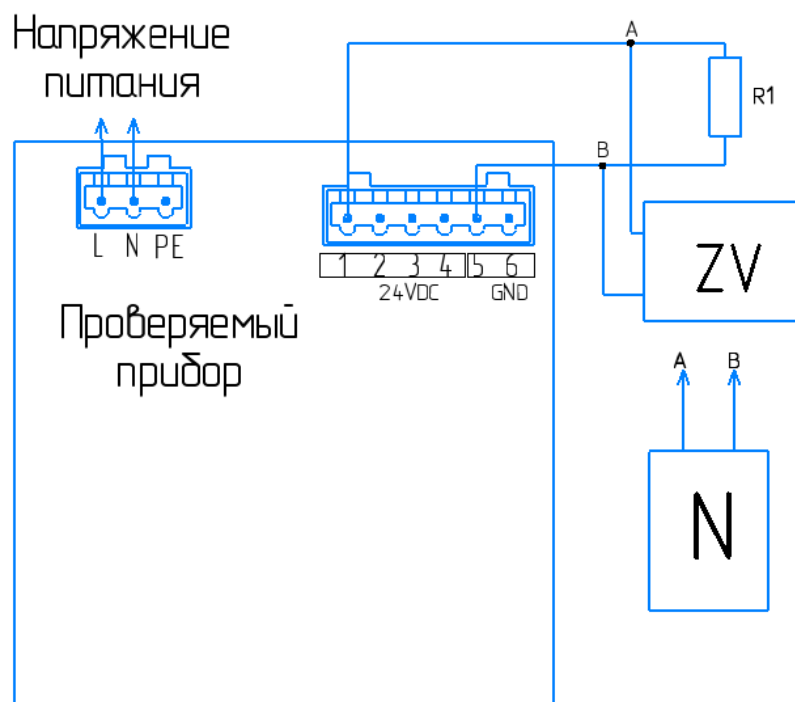 Напряжение
питания
A
R1
B
L N PE
1 2 3 4 5 6
24VDC GND
ZV
Проверяемый
прибор
A B
N